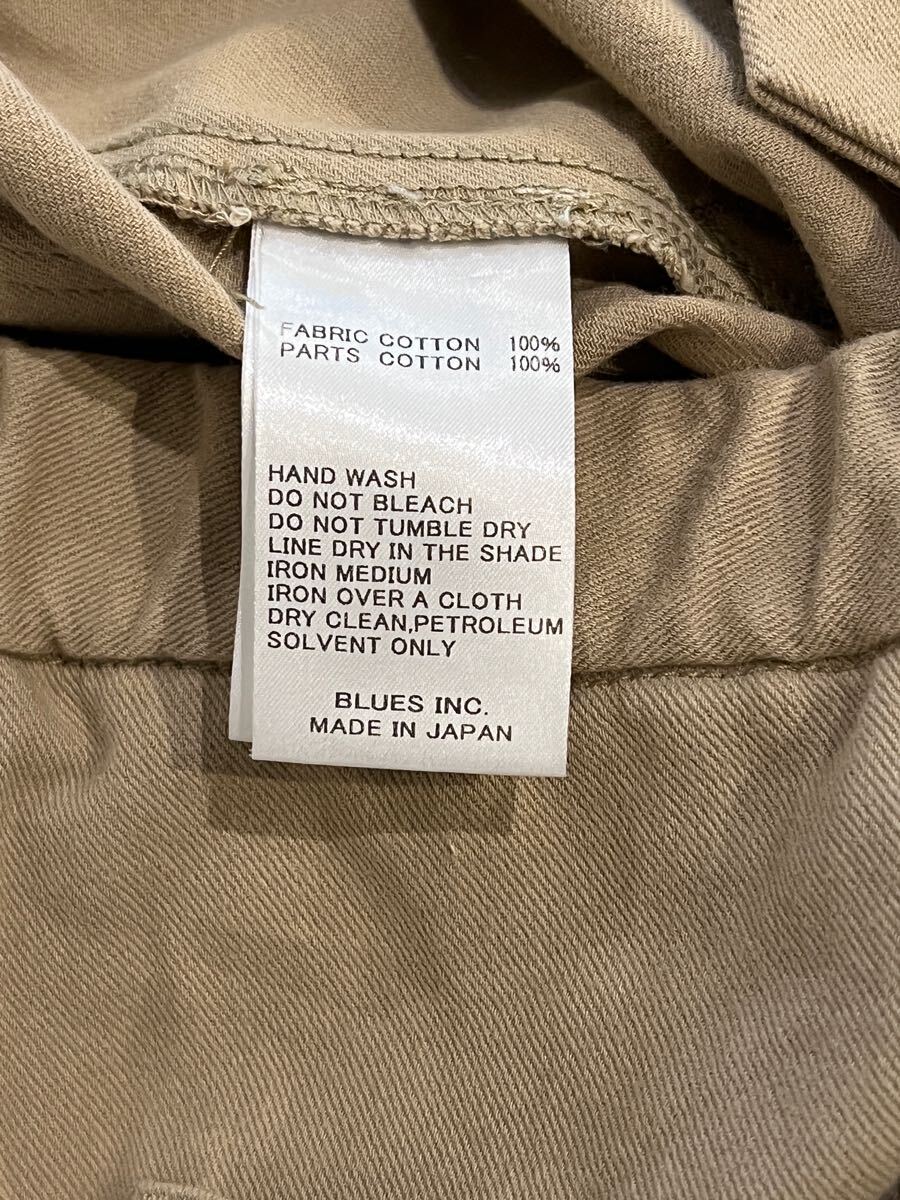 FABRIC COTTON 100%
PARTS COTTON 100%
HAND WASH
DO NOT BLEACH
DO NOT TUMBLE DRY
LINE DRY IN THE SHADE
IRON MEDIUM
IRON OVER A CLOTH
DRY CLEAN,PETROLEUM
SOLVENT ONLY
BLUES INC.
MADE IN JAPAN